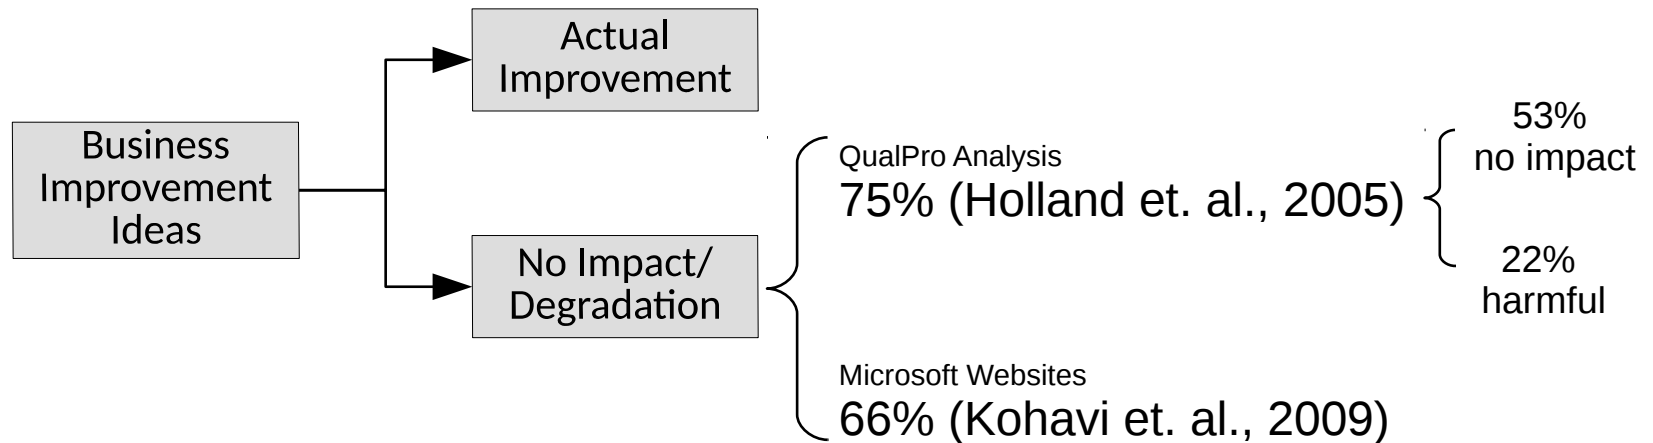 Actual
Improvement
Business
Improvement
Ideas
No Impact/
Degradation
QualPro Analysis
75% (Holland et. al., 2005)
53%
no impact
22%
harmful
Microsoft Websites
66% (Kohavi et. al., 2009)